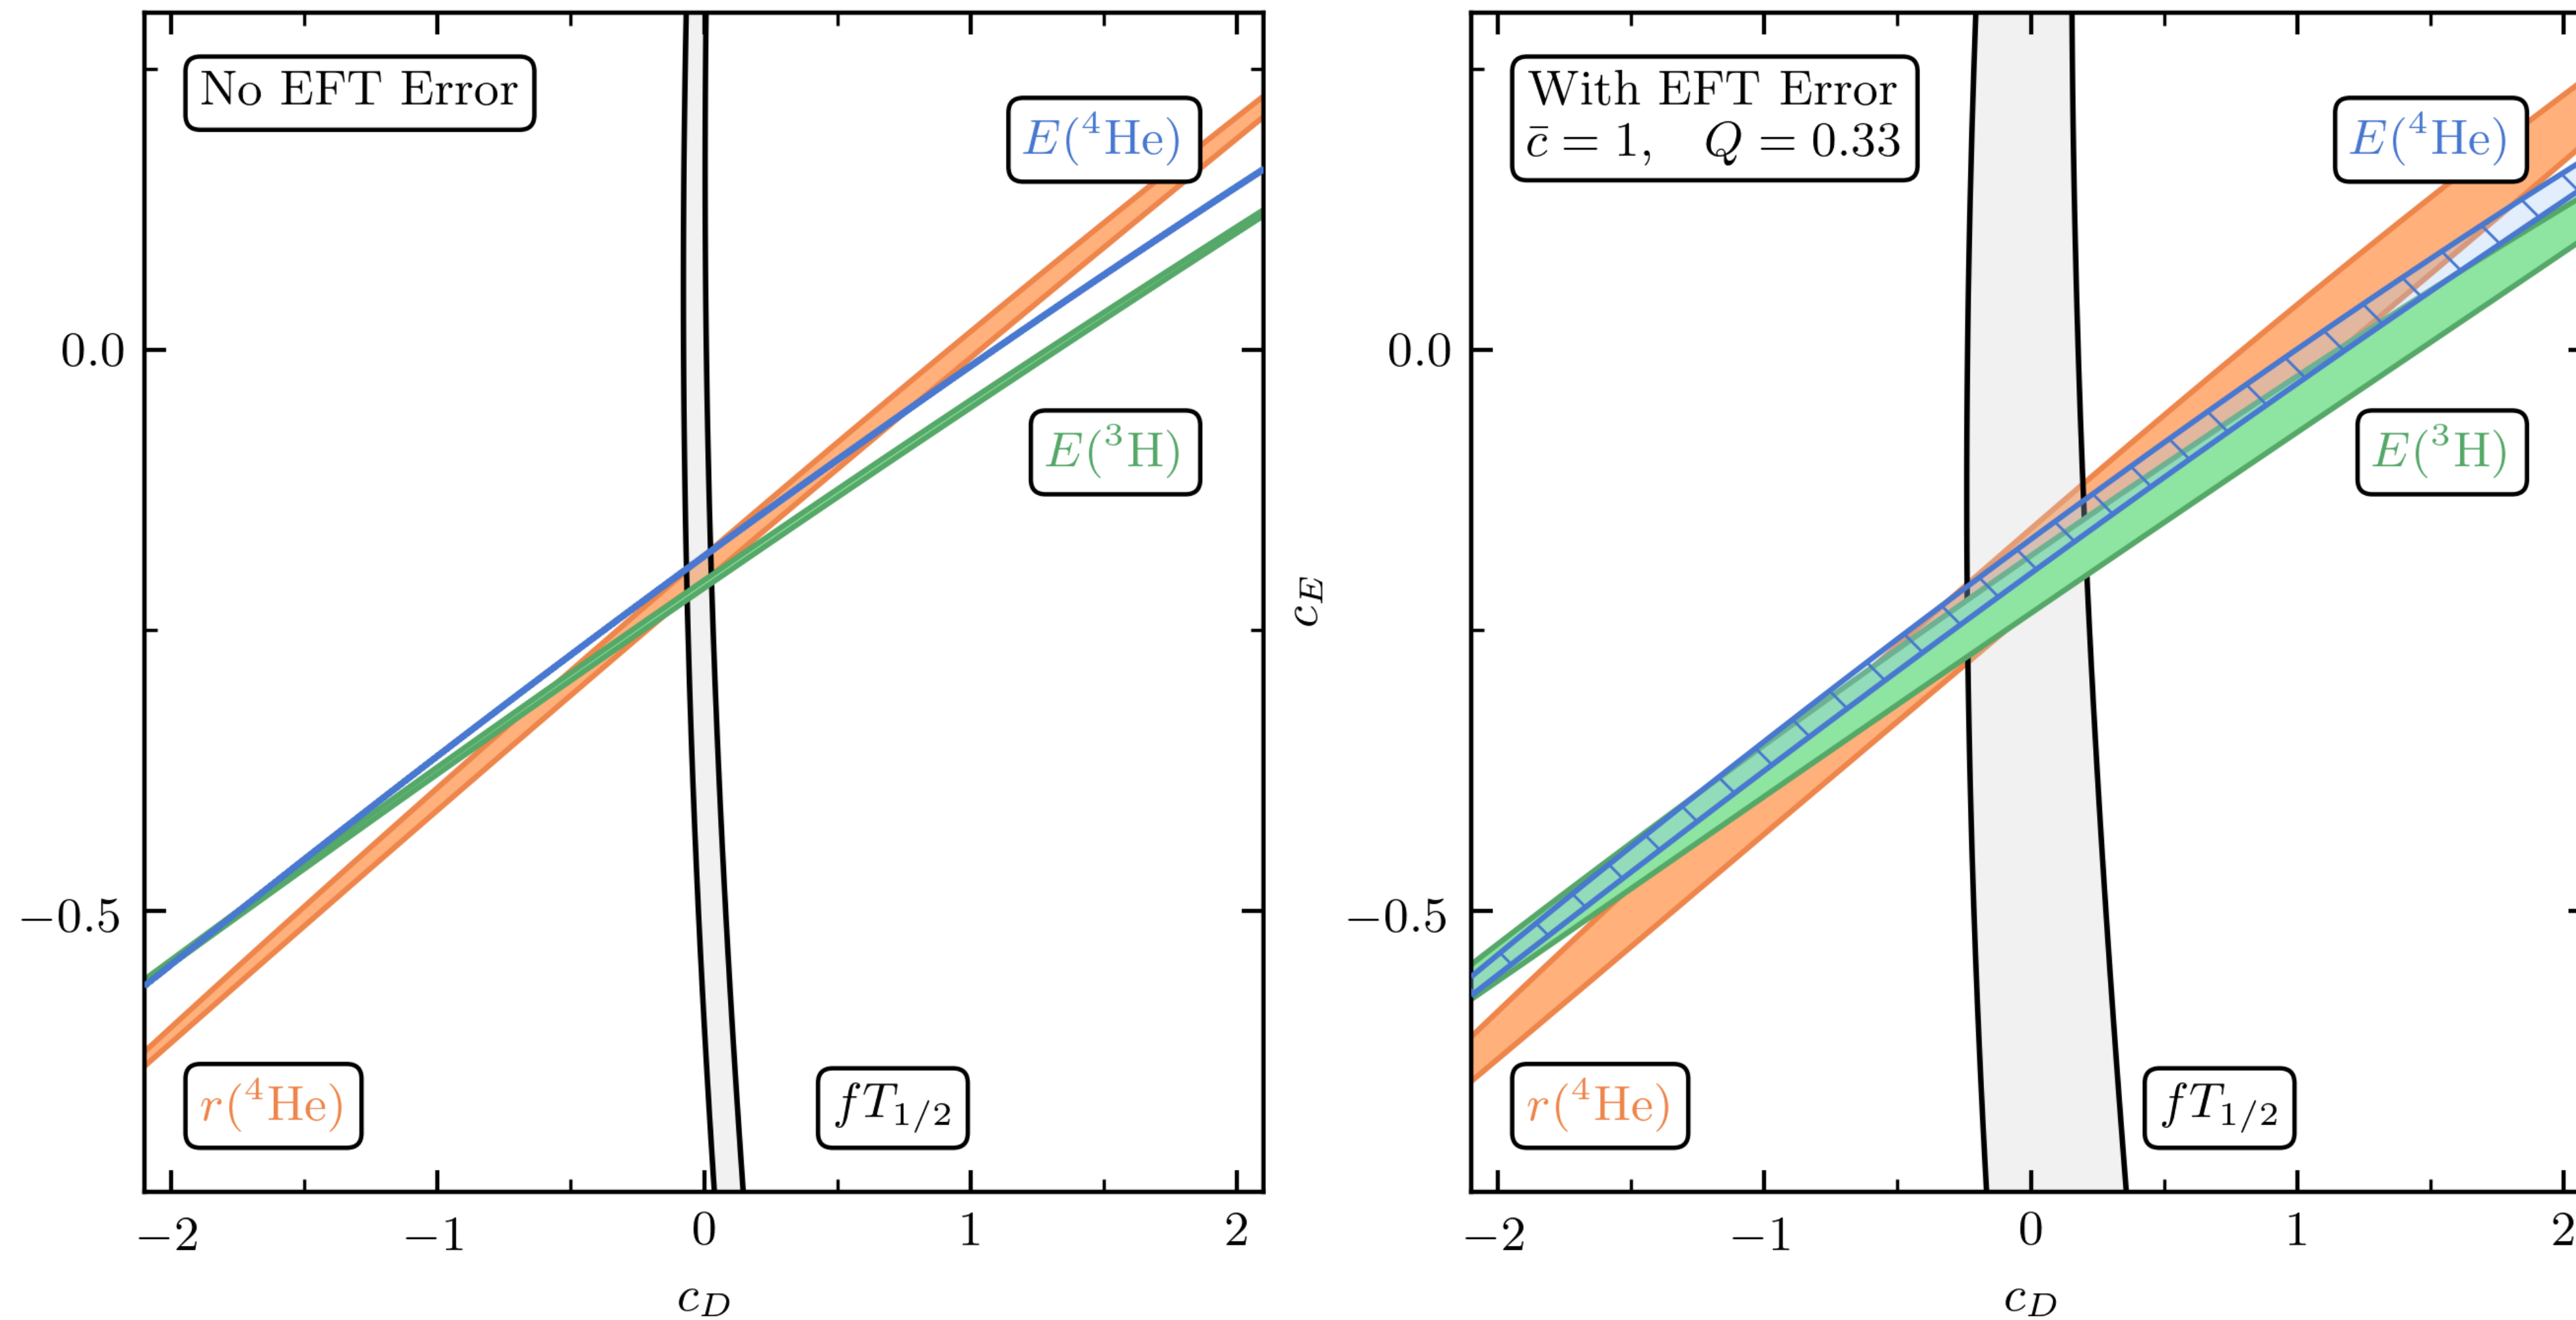 No EFT Error
E(⁴He)
E(³H)
r(⁴He)
fT₁/₂
0.0
−0.5
−2
−1
0
1
2
c_D
With EFT Error
c̄ = 1, Q = 0.33
E(⁴He)
E(³H)
r(⁴He)
fT₁/₂
c_E
0.0
−0.5
−2
−1
0
1
2
c_D